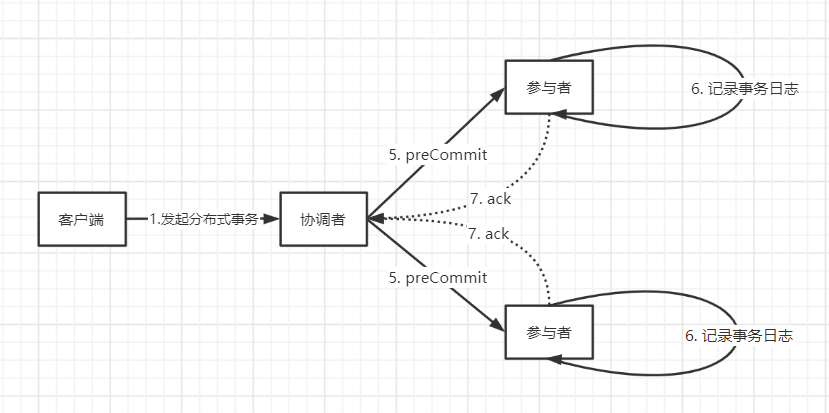 参与者
6. 记录事务日志
5. preCommit
7. ack
客户端
1.发起分布式事务
协调者
7. ack
5. preCommit
参与者
6. 记录事务日志